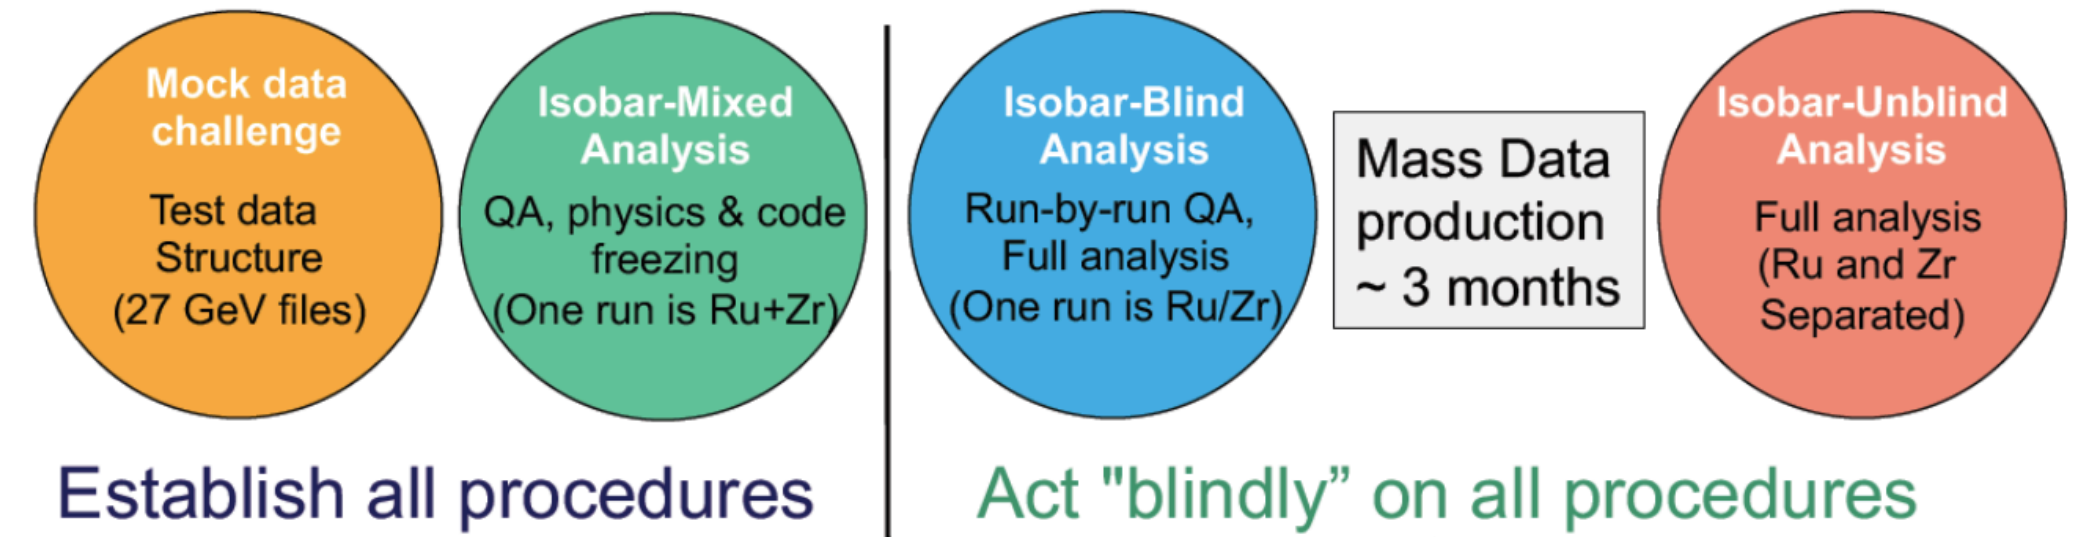 Mock data
challenge
Test data
Structure
(27 GeV files)
Isobar-Mixed
Analysis
QA, physics & code
freezing
(One run is Ru+Zr)
Isobar-Blind
Analysis
Run-by-run QA,
Full analysis
(One run is Ru/Zr)
Mass Data
production
~ 3 months
Isobar-Unblind
Analysis
Full analysis
(Ru and Zr
Separated)
Establish all procedures
Act "blindly” on all procedures